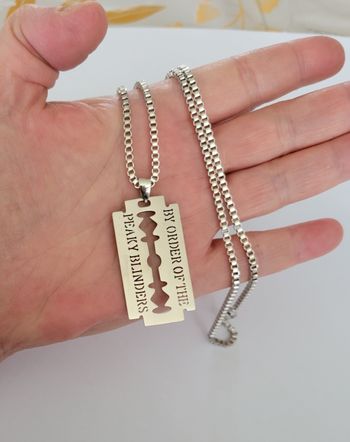 BY ORDER OF THE
PEAKY BLINDERS